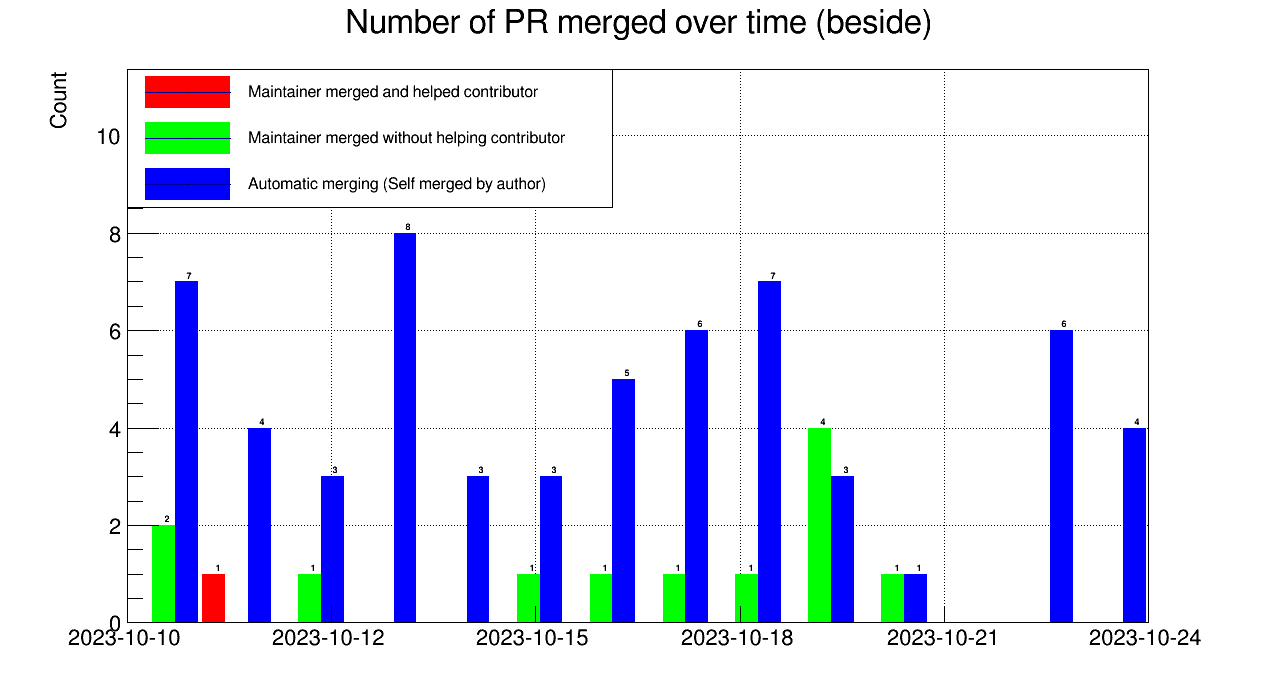 Number of PR merged over time (beside)
Count
Maintainer merged and helped contributor
Maintainer merged without helping contributor
Automatic merging (Self merged by author)
10
8
6
4
2
0
2 7 1 4 1 3 8 3 1 3 1 5 1 6 1 7 4 3 1 1 6 4
2023-10-10 2023-10-12 2023-10-15 2023-10-18 2023-10-21 2023-10-24